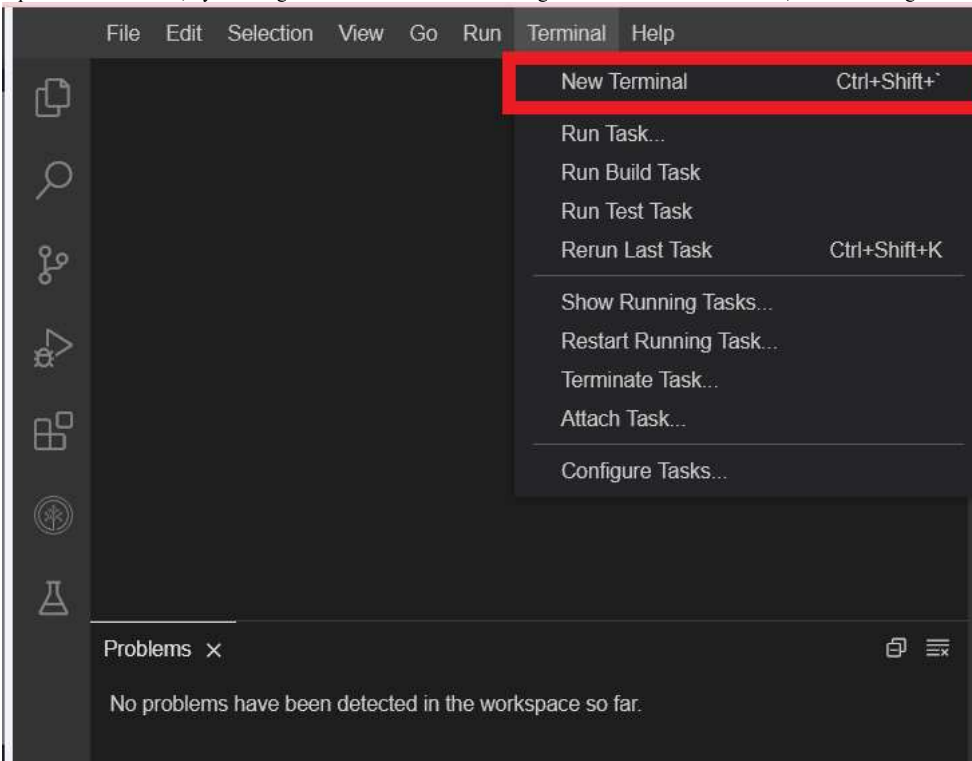 File Edit Selection View Go Run Terminal Help
New Terminal Ctrl+Shift+`
Run Task...
Run Build Task
Run Test Task
Rerun Last Task Ctrl+Shift+K
Show Running Tasks...
Restart Running Task...
Terminate Task...
Attach Task...
Configure Tasks...
Problems
No problems have been detected in the workspace so far.